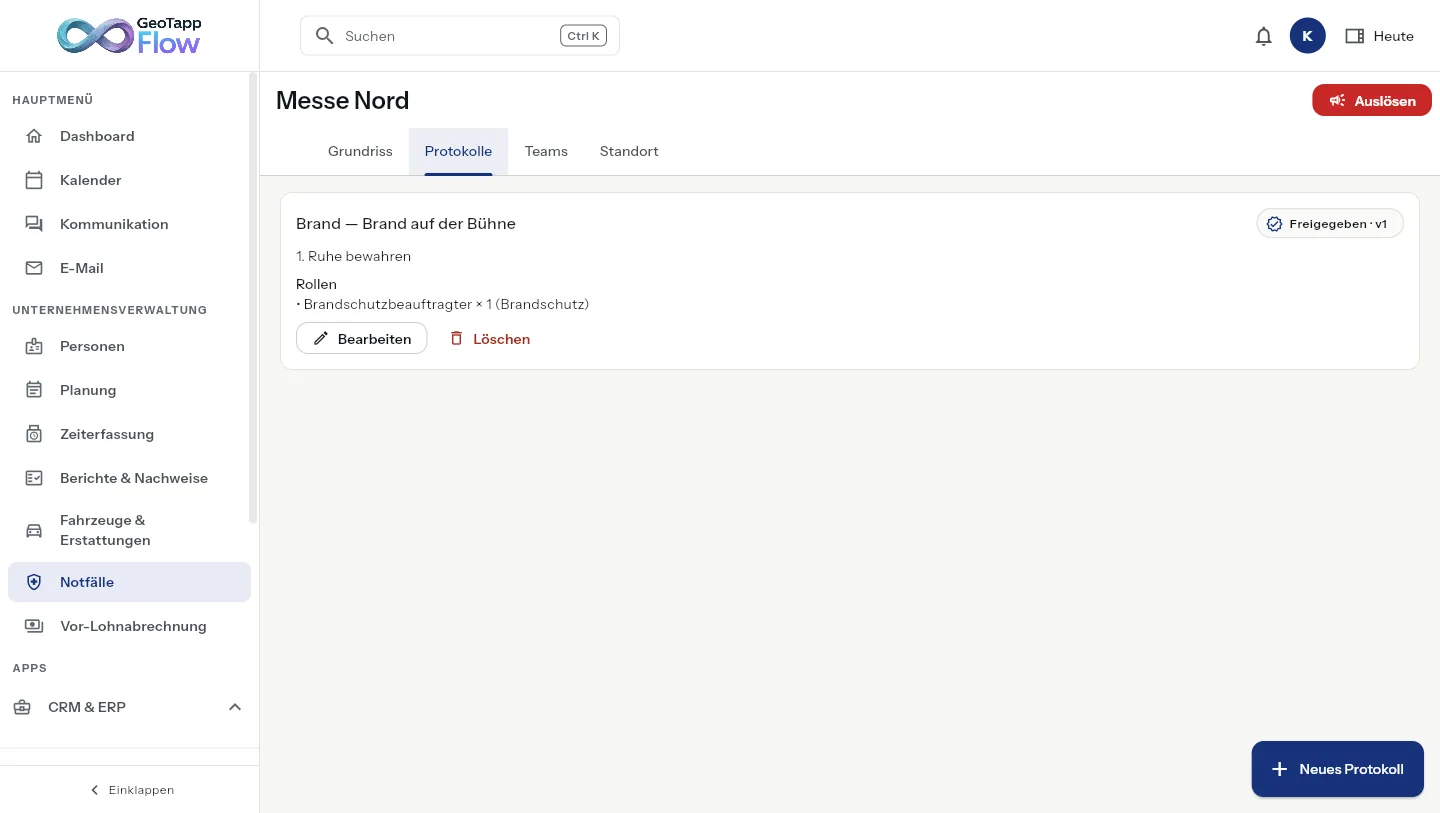 GeoTapp
Flow
Suchen
Ctrl K
K
Heute
HAUPTMENÜ
Dashboard
Kalender
Kommunikation
E-Mail
UNTERNEHMENSVERWALTUNG
Personen
Planung
Zeiterfassung
Berichte & Nachweise
Fahrzeuge &
Erstattungen
Notfälle
Vor-Lohnabrechnung
APPS
CRM & ERP
Einklappen
Messe Nord
Auslösen
Grundriss
Protokolle
Teams
Standort
Brand — Brand auf der Bühne
Freigegeben · v1
1. Ruhe bewahren
Rollen
• Brandschutzbeauftragter × 1 (Brandschutz)
Bearbeiten
Löschen
Neues Protokoll